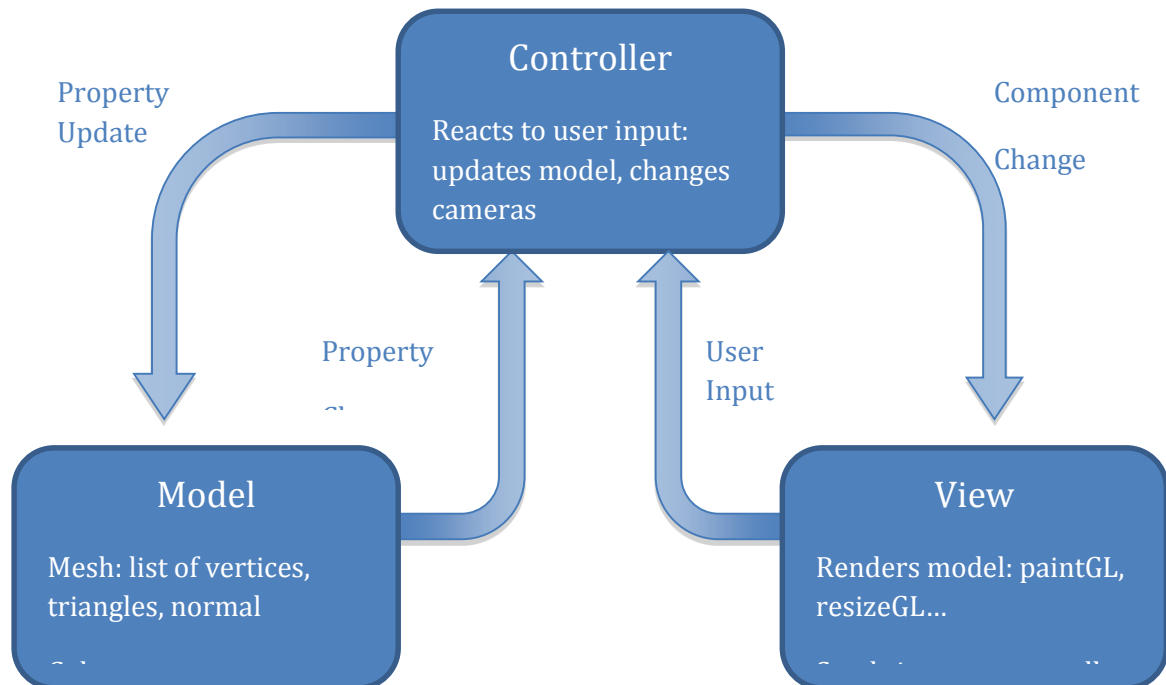 Controller
Reacts to user input:
updates model, changes
cameras
Property
Update
Component
Change
Property
User
Input
Model
Mesh: list of vertices,
triangles, normal
View
Renders model: paintGL,
resizeGL…